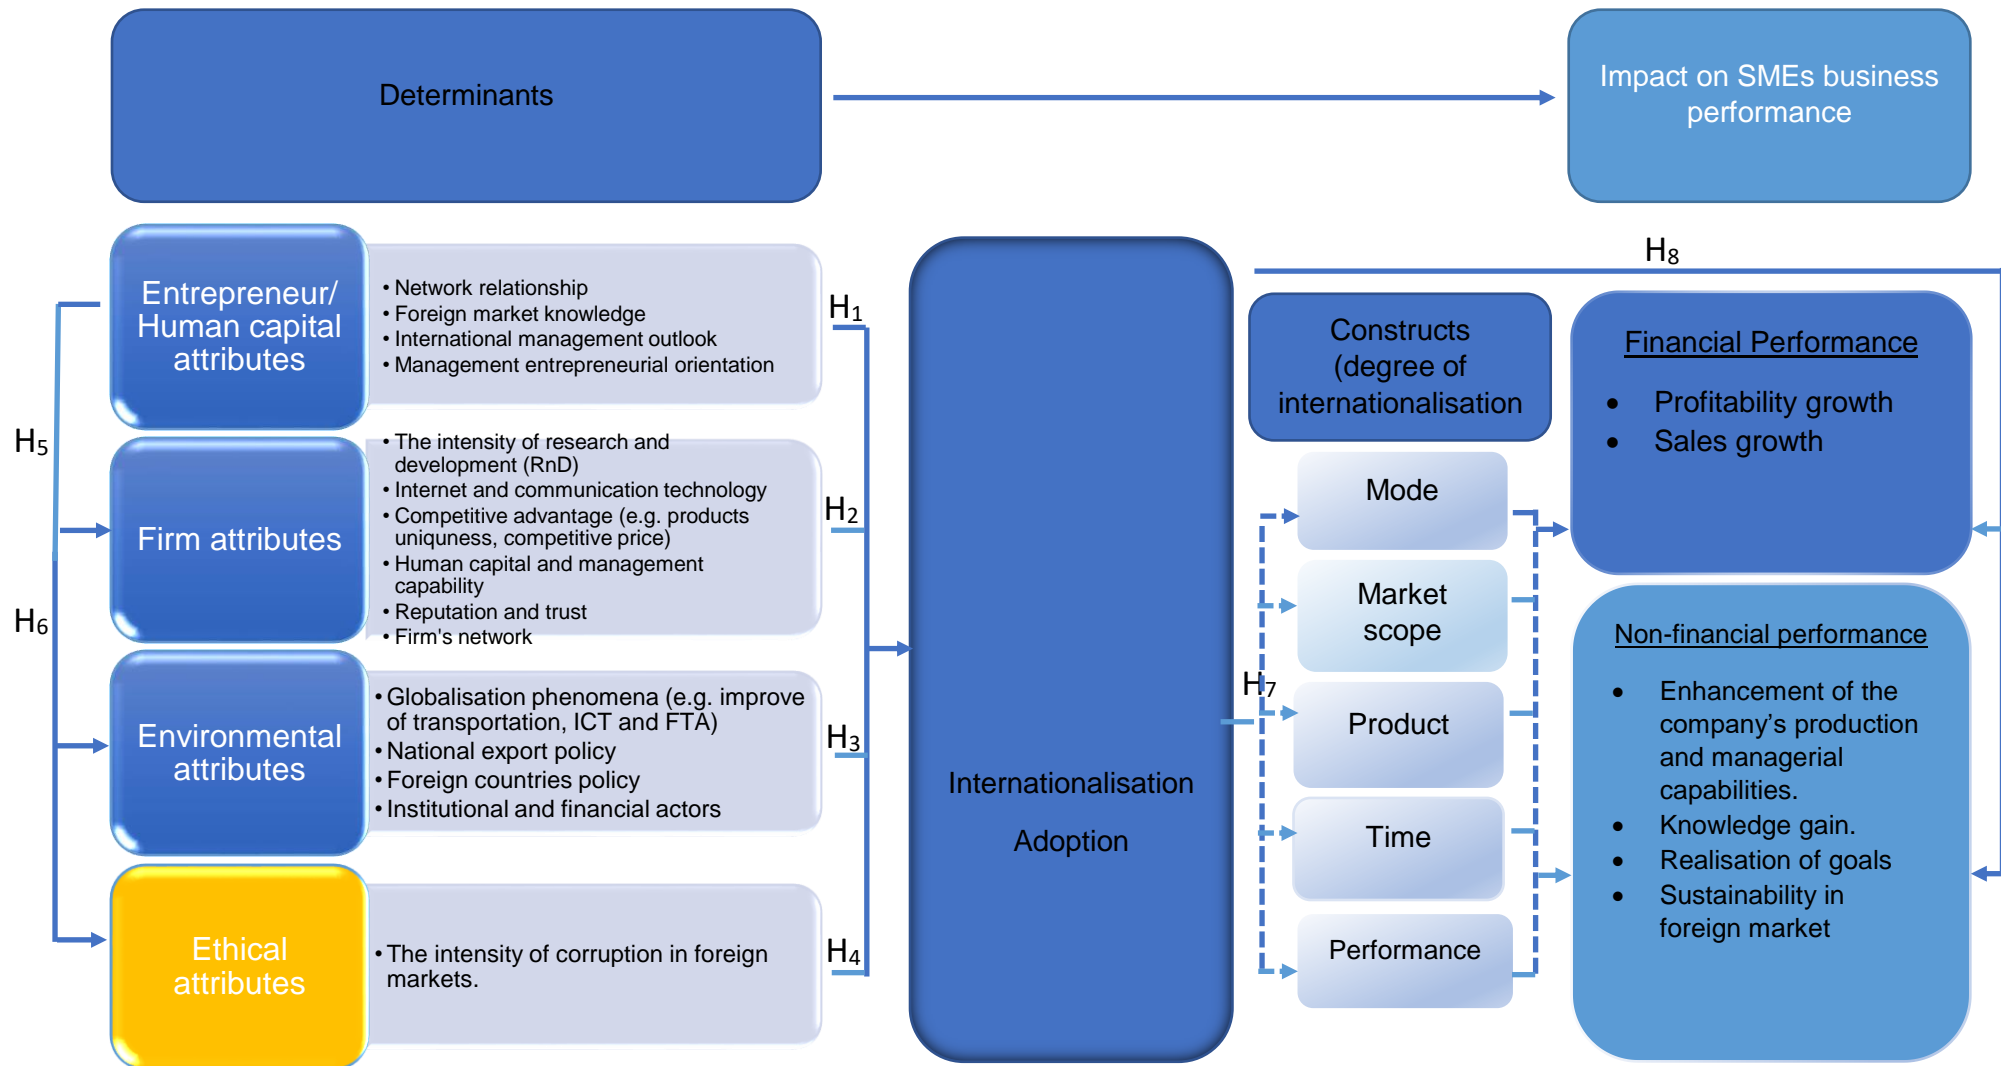 Determinants
Impact on SMEs business
performance
Entrepreneur/
Human capital
attributes
• Network relationship
• Foreign market knowledge
• International management outlook
• Management entrepreneurial orientation
H1
H5
Firm attributes
• The intensity of research and
development (RnD)
• Internet and communication technology
• Competitive advantage (e.g. products
uniquness, competitive price)
• Human capital and management
capability
• Reputation and trust
• Firm's network
H2
H6
Environmental
attributes
• Globalisation phenomena (e.g. improve
of transportation, ICT and FTA)
• National export policy
• Foreign countries policy
• Institutional and financial actors
H3
Ethical
attributes
• The intensity of corruption in foreign
markets.
H4
Internationalisation
Adoption
H7
H8
Constructs
(degree of
internationalisation
Mode
Market
scope
Product
Time
Performance
Financial Performance
• Profitability growth
• Sales growth
Non-financial performance
• Enhancement of the
company’s production
and managerial
capabilities.
• Knowledge gain.
• Realisation of goals
• Sustainability in
foreign market